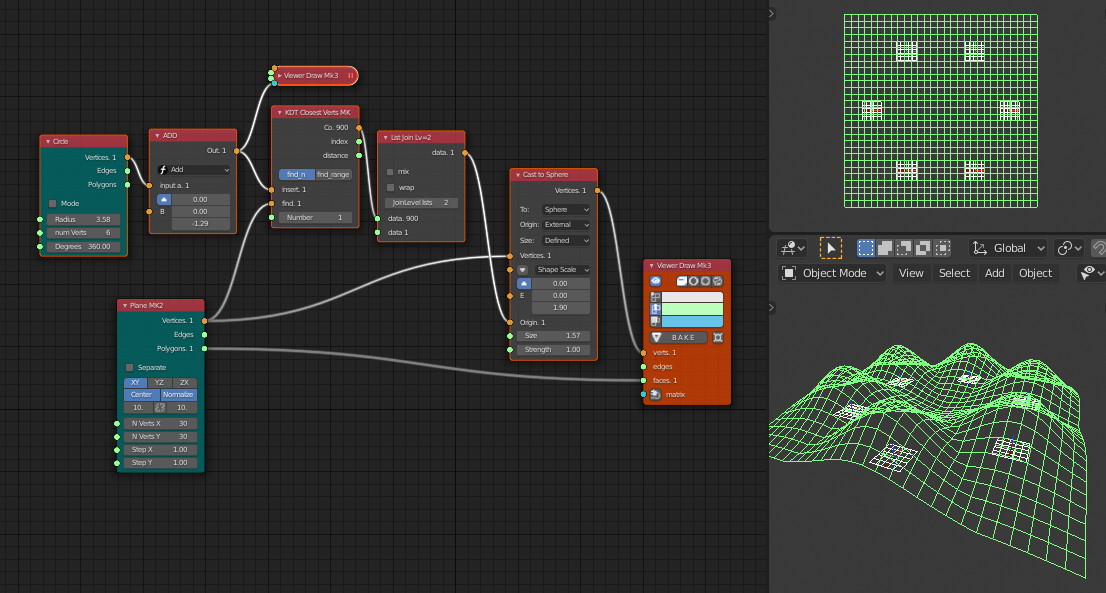 Viewer Draw Mk3
Circle
Vertices. 1
Edges
Polygons
Mode
Radius 3.58
num Verts 6
Degrees 360.00
ADD
Out. 1
Add
input a. 1
0.00
B 0.00
-1.29
KDT Closest Verts MK
Co. 900
index
distance
find_n find_range
insert. 1
find. 1
Number 1
List Join Lv=2
data. 1
mix
wrap
JoinLevel lists 2
data. 900
data 1
Cast to Sphere
Vertices. 1
To: Sphere
Origin: External
Size: Defined
Vertices. 1
Shape Scale
0.00
E 0.00
1.90
Origin. 1
Size 1.57
Strength 1.00
Viewer Draw Mk3
BAKE
verts. 1
edges
faces. 1
matrix
Plane MK2
Vertices. 1
Edges
Polygons. 1
Separate
XY YZ ZX
Center Normalize
10. 10.
N Verts X 30
N Verts Y 30
Step X 1.00
Step Y 1.00
Global
Object Mode View Select Add Object